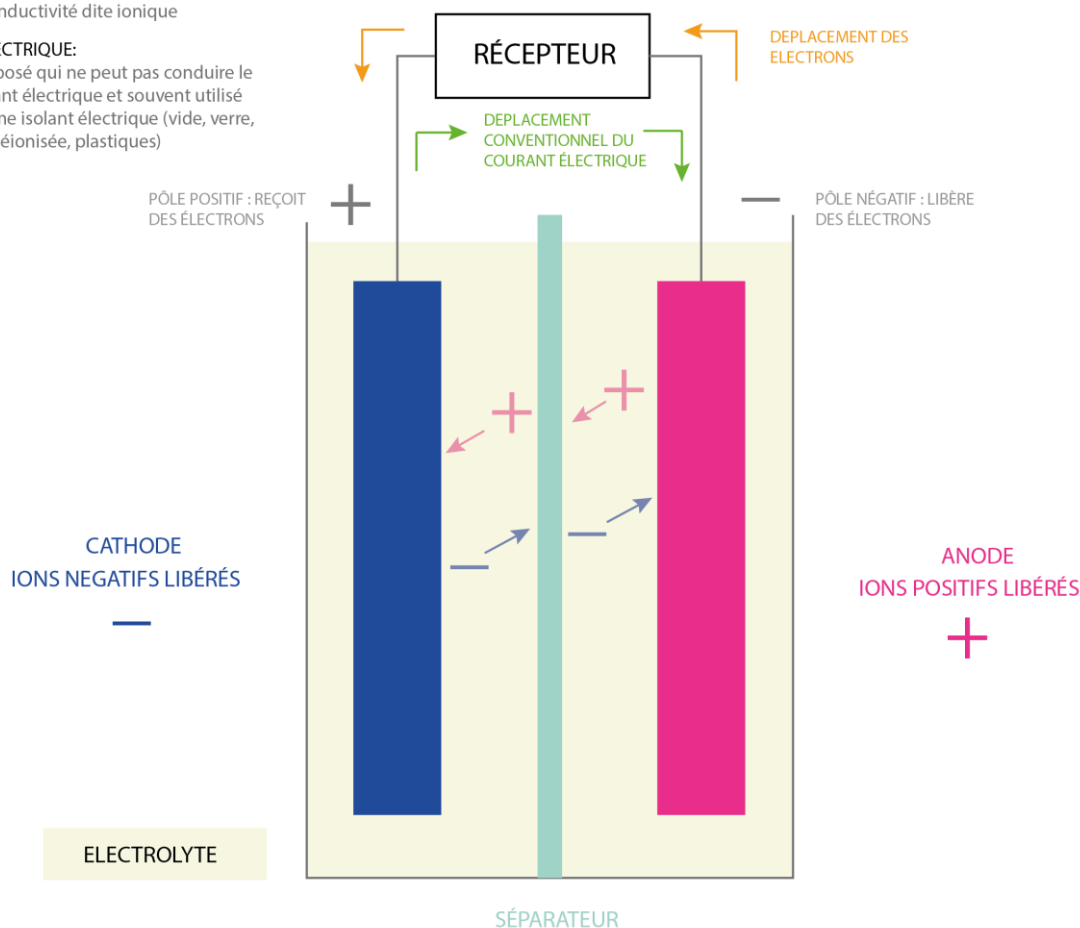 nductivité dite ionique
ECTRIQUE:
posé qui ne peut pas conduire le
nt électrique et souvent utilisé
me isolant électrique (vide, verre,
éionisée, plastiques)
RÉCEPTEUR
DEPLACEMENT DES
ELECTRONS
DEPLACEMENT
CONVENTIONNEL DU
COURANT ÉLECTRIQUE
PÔLE POSITIF : REÇOIT
DES ÉLECTRONS
+
−
PÔLE NÉGATIF : LIBÈRE
DES ÉLECTRONS
+
+
−
−
CATHODE
IONS NEGATIFS LIBÉRÉS
−
ANODE
IONS POSITIFS LIBÉRÉS
+
ELECTROLYTE
SÉPARATEUR